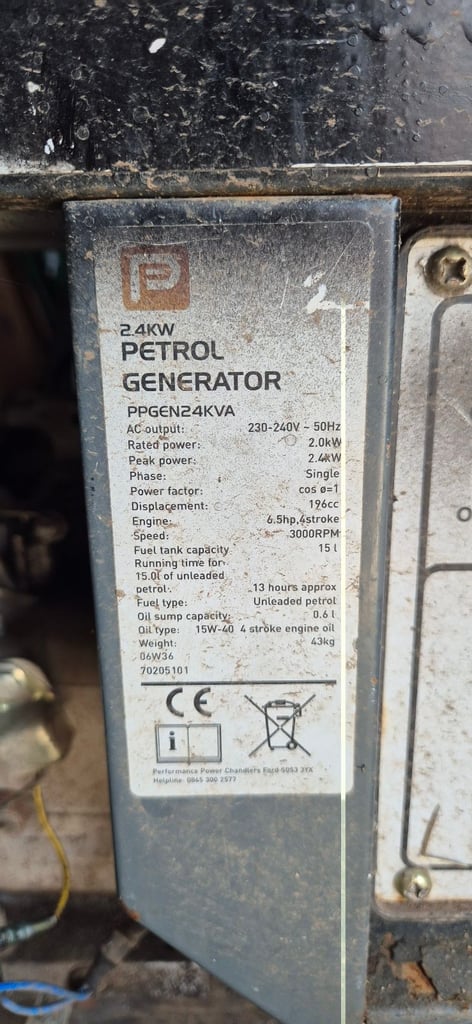 P
2.4KW
PETROL
GENERATOR
PPGEN24KVA
AC output: 230-240V ~ 50Hz
Rated power: 2.0kW
Peak power: 2.4kW
Phase: Single
Power factor: cos ø=1
Displacement: 196cc
Engine: 6.5hp,4stroke
Speed: 3000RPM
Fuel tank capacity 15 l
Running time for
15.0l of unleaded
petrol: 13 hours approx
Fuel type: Unleaded petrol
Oil sump capacity: 0.6 l
Oil type: 15W-40 4 stroke engine oil
Weight: 43kg
06W36
70205101
CE
i
Performance Power Chandlers Ford SO53 3YX
Helpline: 0845 300 2577